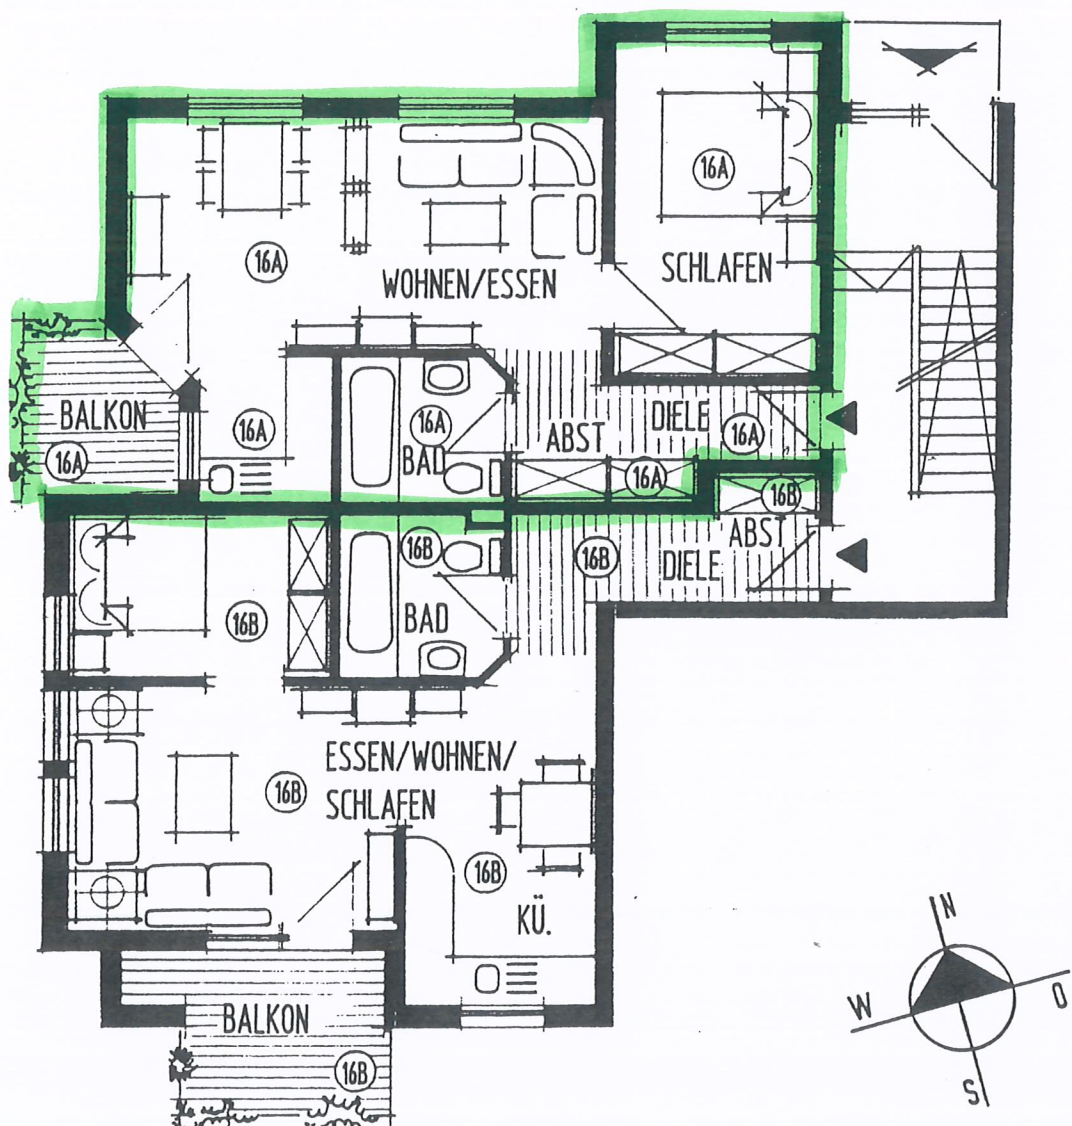 16A
SCHLAFEN
16A
WOHNEN/ESSEN
BALKON
16A
16A
16A
BAD
ABST
DIELE
16A
16A
16B
ABST
16B
DIELE
16B
BAD
16B
ESSEN/WOHNEN/
SCHLAFEN
16B
16B
KÜ.
BALKON
16B
N
W
O
S